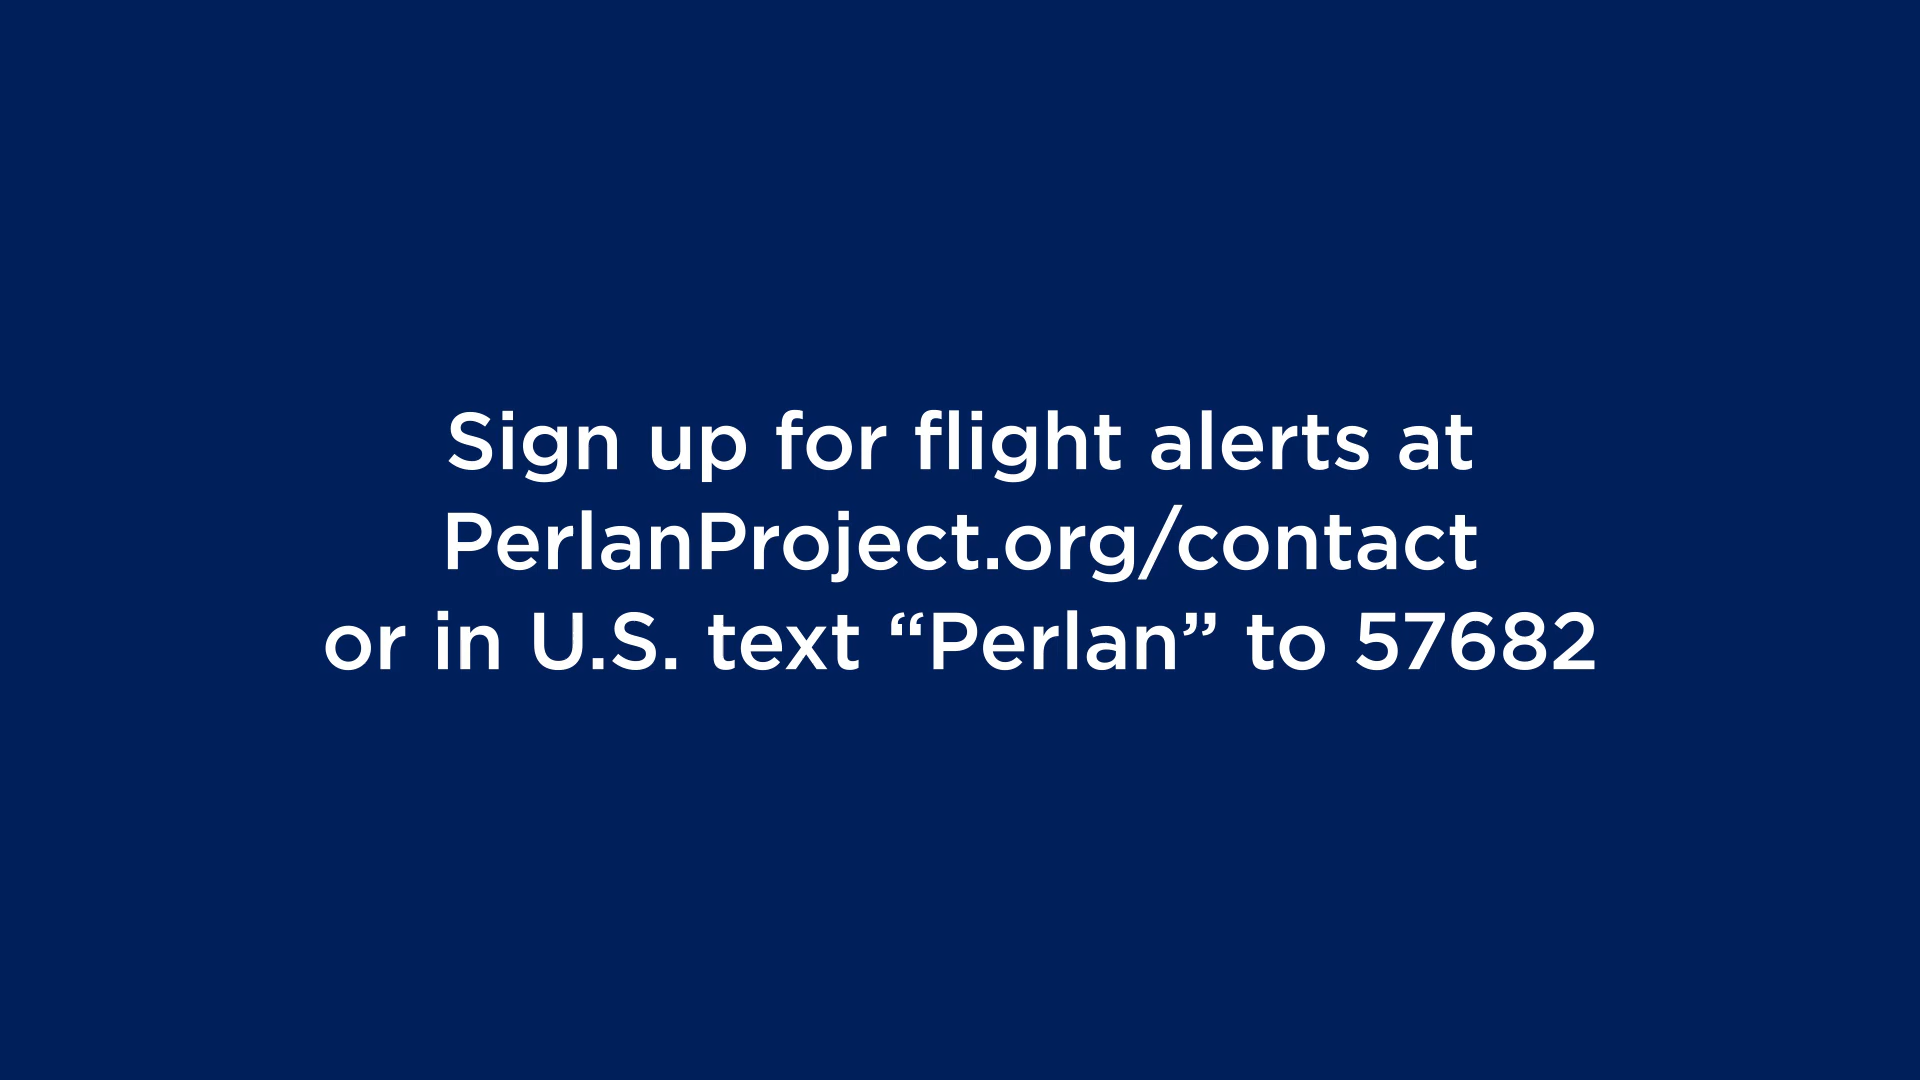 Sign up for flight alerts at
PerlanProject.org/contact
or in U.S. text “Perlan” to 57682